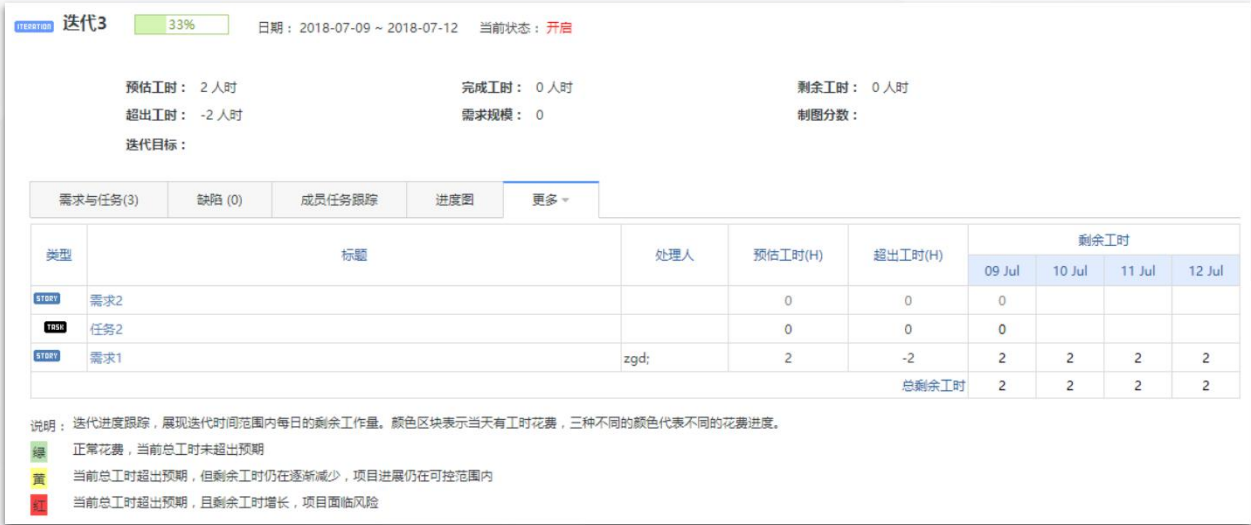 ITERATION 迭代3 33% 日期：2018-07-09 ~ 2018-07-12 当前状态：开启
预估工时： 2 人时 完成工时： 0 人时 剩余工时： 0 人时
超出工时： -2 人时 需求规模： 0 制图分数：
迭代目标：
需求与任务(3) 缺陷 (0) 成员任务跟踪 进度图 更多
类型 标题 处理人 预估工时(H) 超出工时(H) 剩余工时
09 Jul 10 Jul 11 Jul 12 Jul
STORY 需求2 0 0 0
TASK 任务2 0 0 0
STORY 需求1 zgd; 2 -2 2 2 2 2
总剩余工时 2 2 2 2
说明： 迭代进度跟踪，展现迭代时间范围内每日的剩余工作量。颜色区块表示当天有工时花费，三种不同的颜色代表不同的花费进度。
绿 正常花费，当前总工时未超出预期
黄 当前总工时超出预期，但剩余工时仍在逐渐减少，项目进展仍在可控范围内
红 当前总工时超出预期，且剩余工时增长，项目面临风险